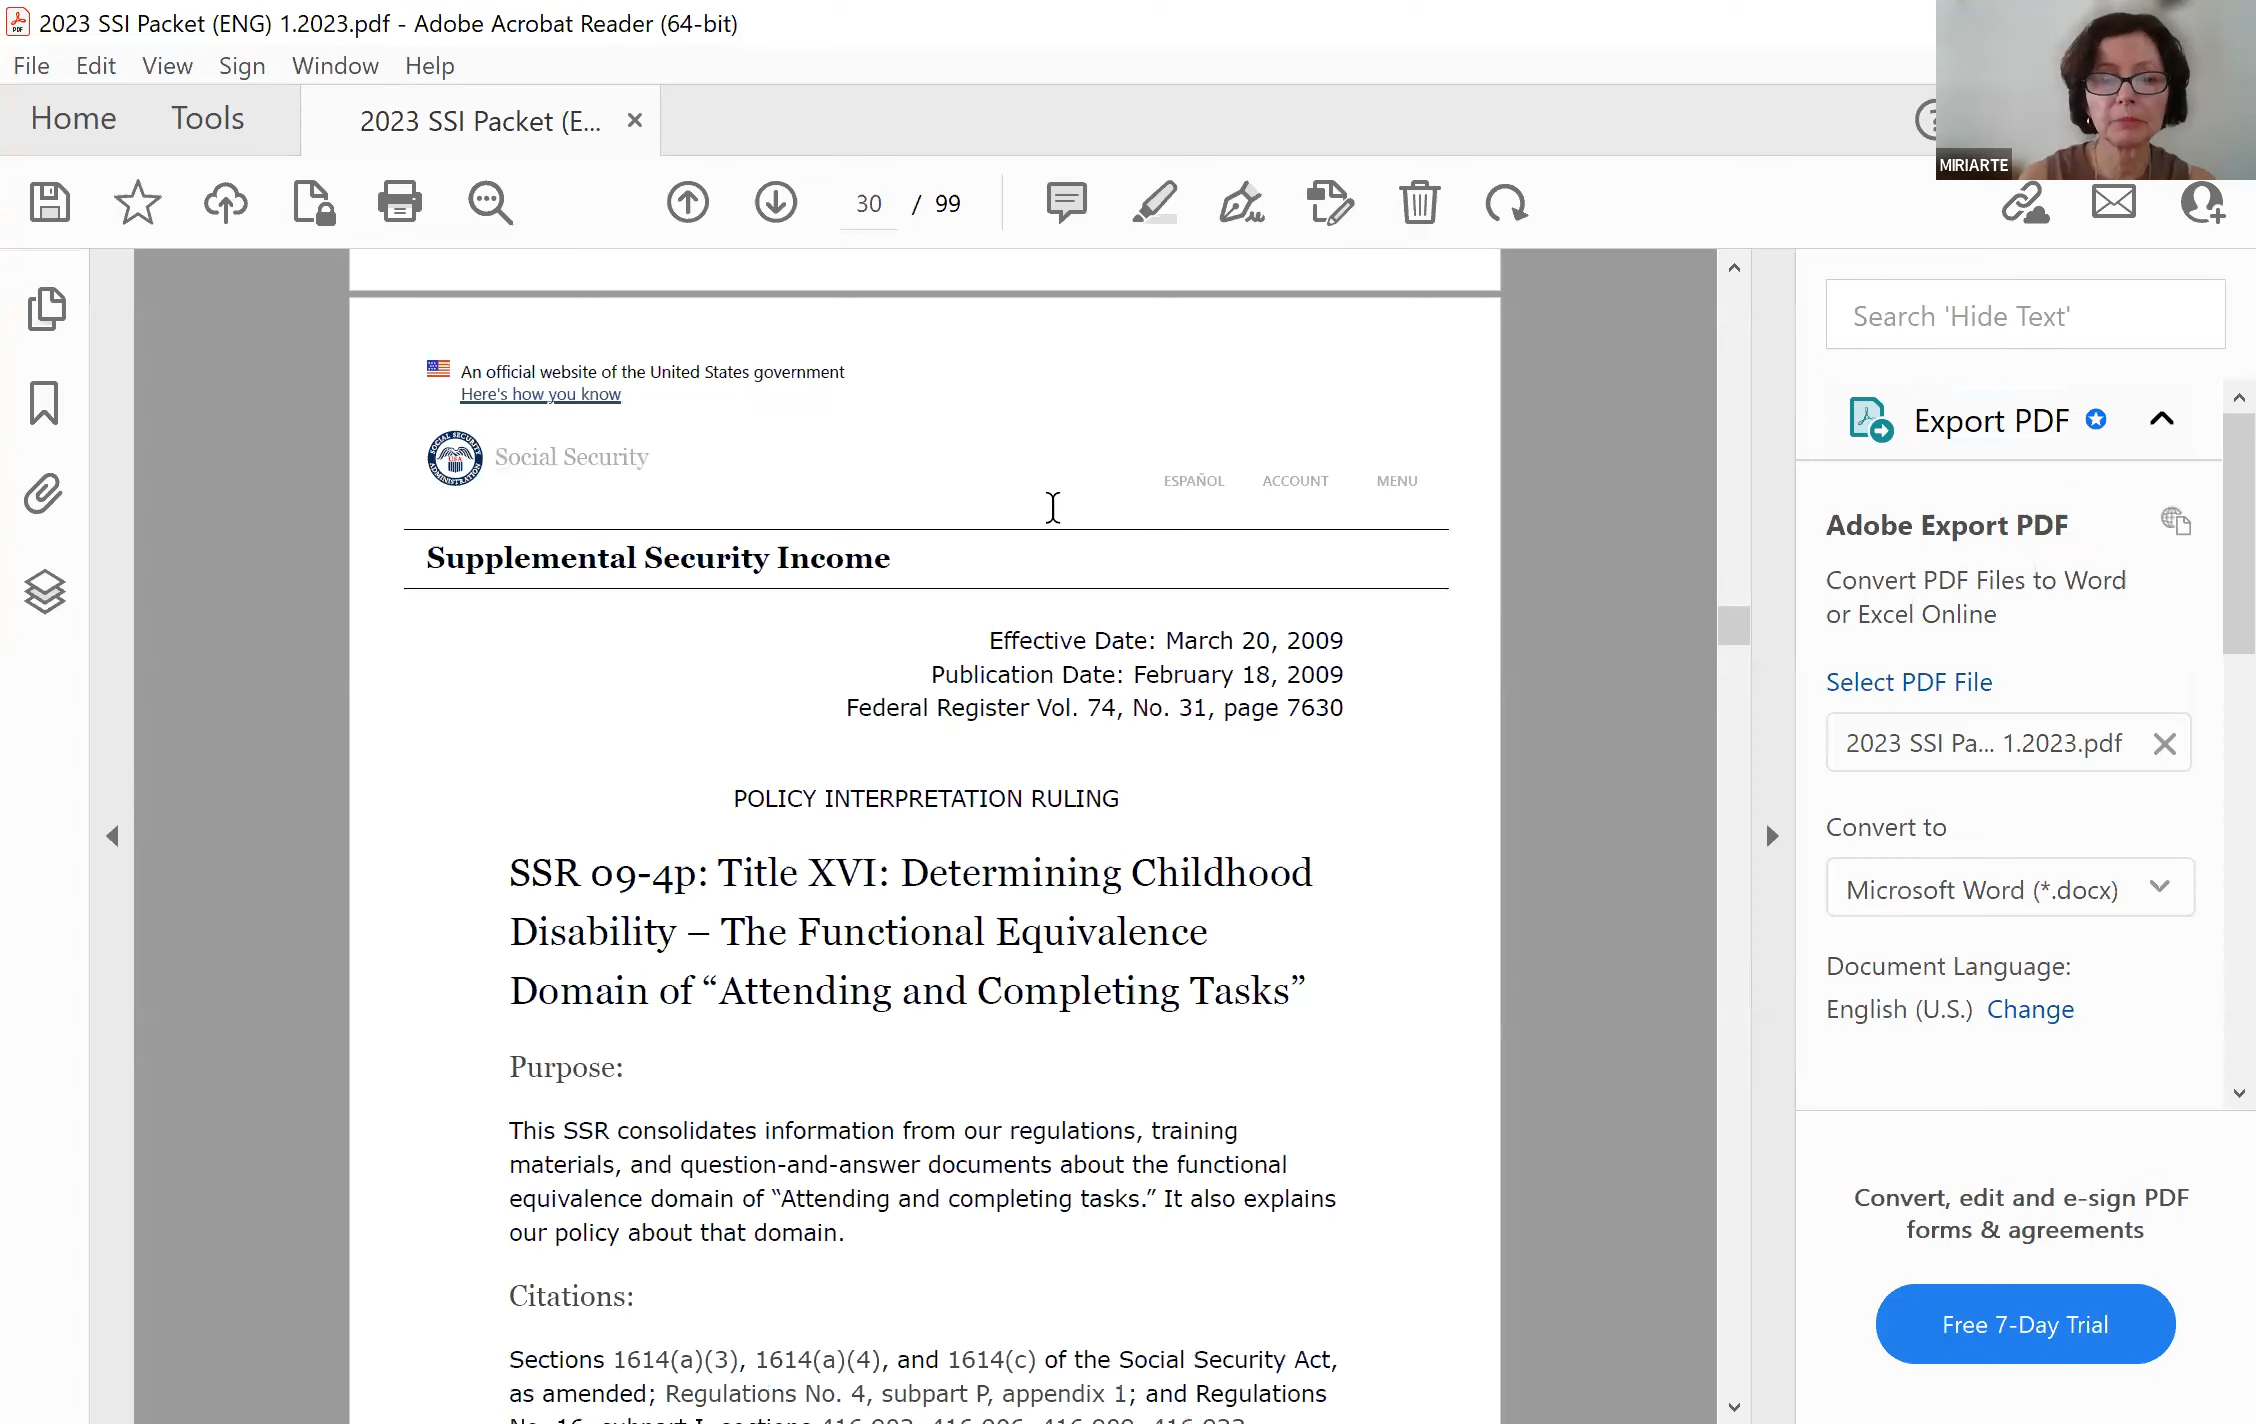 2023 SSI Packet (ENG) 1.2023.pdf - Adobe Acrobat Reader (64-bit)
File Edit View Sign Window Help
Home Tools 2023 SSI Packet (E... ×
MIRIARTE
30 / 99
An official website of the United States government
Here's how you know
Social Security
ESPAÑOL ACCOUNT MENU
Supplemental Security Income
Effective Date: March 20, 2009
Publication Date: February 18, 2009
Federal Register Vol. 74, No. 31, page 7630
POLICY INTERPRETATION RULING
SSR 09-4p: Title XVI: Determining Childhood
Disability – The Functional Equivalence
Domain of “Attending and Completing Tasks”
Purpose:
This SSR consolidates information from our regulations, training
materials, and question-and-answer documents about the functional
equivalence domain of “Attending and completing tasks.” It also explains
our policy about that domain.
Citations:
Sections 1614(a)(3), 1614(a)(4), and 1614(c) of the Social Security Act,
as amended; Regulations No. 4, subpart P, appendix 1; and Regulations
Search 'Hide Text'
Export PDF
Adobe Export PDF
Convert PDF Files to Word
or Excel Online
Select PDF File
2023 SSI Pa... 1.2023.pdf
Convert to
Microsoft Word (*.docx)
Document Language:
English (U.S.) Change
Convert, edit and e-sign PDF
forms & agreements
Free 7-Day Trial